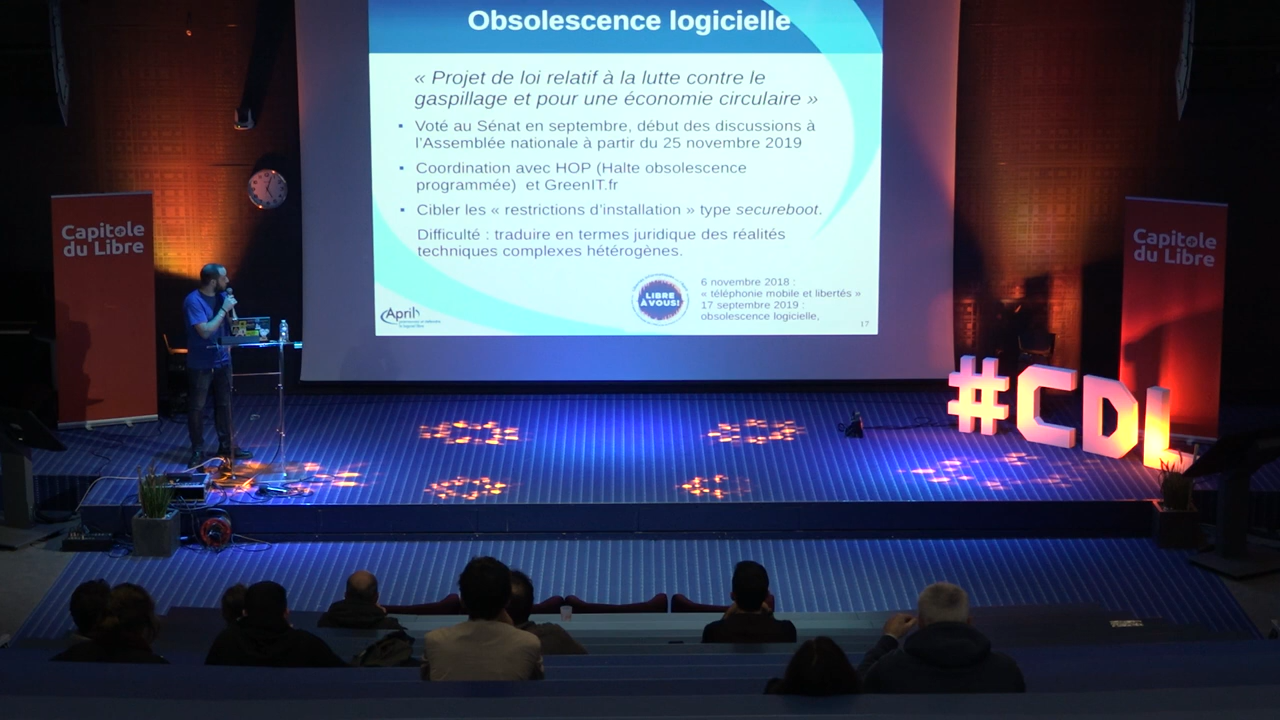 Obsolescence logicielle
« Projet de loi relatif à la lutte contre le
gaspillage et pour une économie circulaire »
▪ Voté au Sénat en septembre, début des discussions à
l'Assemblée nationale à partir du 25 novembre 2019
▪ Coordination avec HOP (Halte obsolescence
programmée) et GreenIT.fr
▪ Cibler les « restrictions d'installation » type secureboot.
Difficulté : traduire en termes juridique des réalités
techniques complexes hétérogènes.
LIBRE
À VOUS!
6 novembre 2018 :
« téléphonie mobile et libertés »
17 septembre 2019 :
obsolescence logicielle,
April
17
Capitole
du Libre
Capitole
du Libre
#CDL